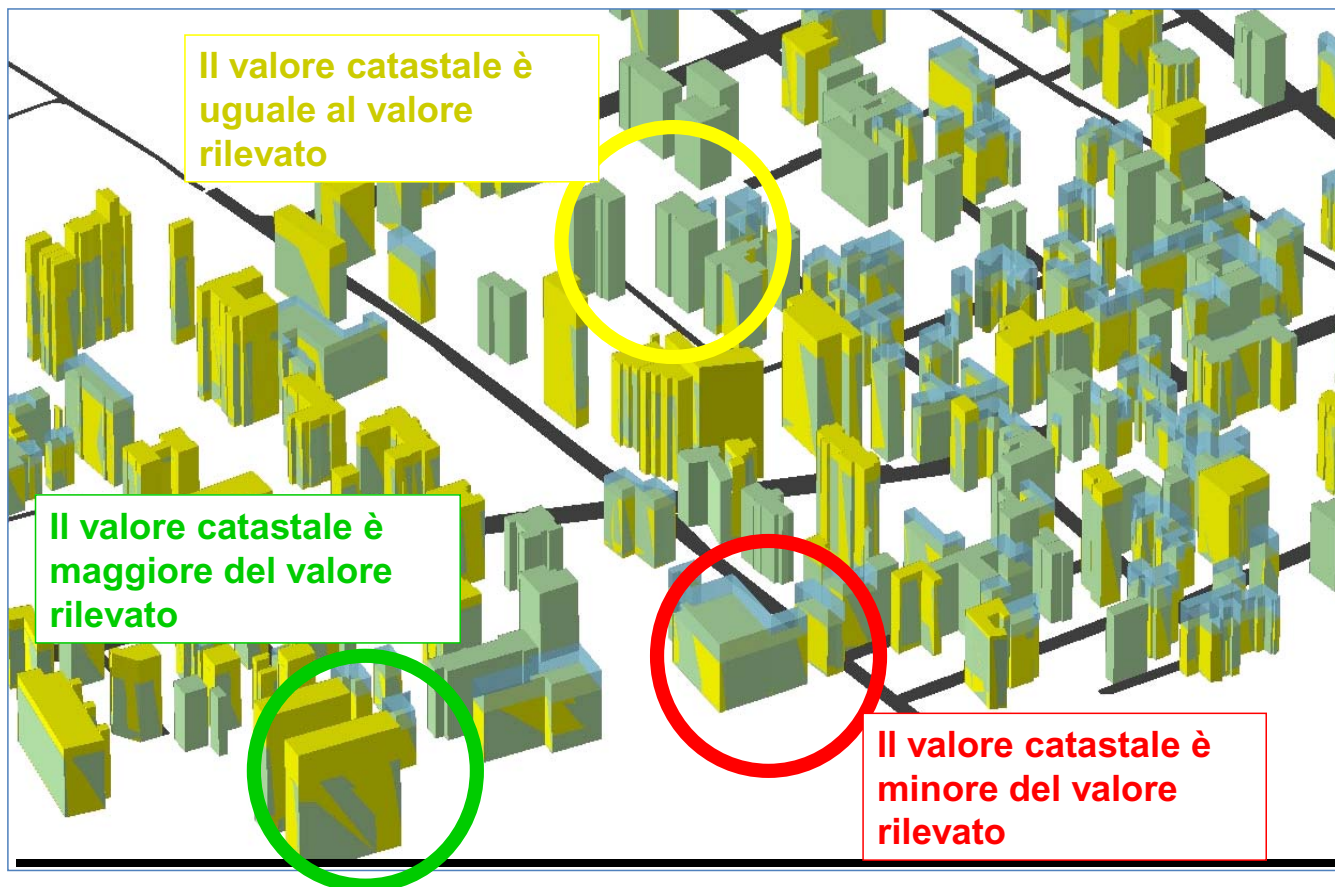 Il valore catastale è
uguale al valore
rilevato
Il valore catastale è
maggiore del valore
rilevato
Il valore catastale è
minore del valore
rilevato